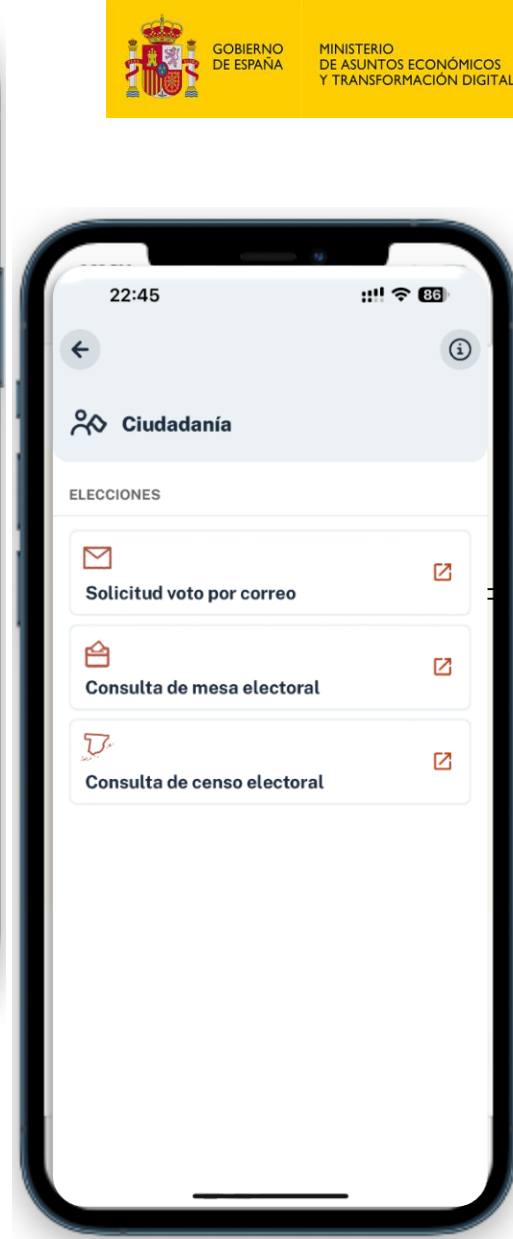 GOBIERNO
DE ESPAÑA
MINISTERIO
DE ASUNTOS ECONÓMICOS
Y TRANSFORMACIÓN DIGITAL
22:45
86
Ciudadanía
ELECCIONES
Solicitud voto por correo
Consulta de mesa electoral
Consulta de censo electoral